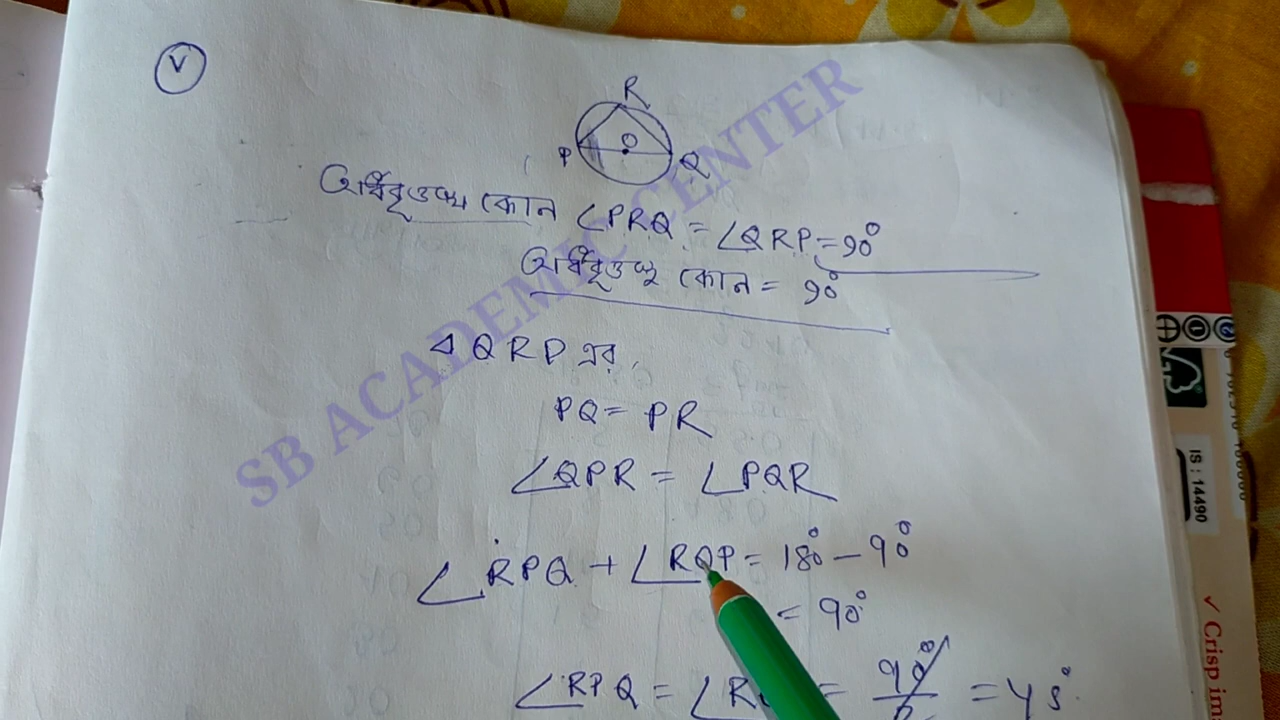 V
R
P O Q
অর্ধবৃত্তস্থ কোন ∠PRQ = ∠QRP = 90°
অর্ধবৃত্তস্থ কোন = 90°
△QRP এর,
PQ = PR
∠QPR = ∠PQR
∠RPQ + ∠RQP = 180° - 90°
= 90°
∠RPQ = = 90°/2 = 45°
SB ACADEMIC CENTER
IS : 14490
✓ Crisp im